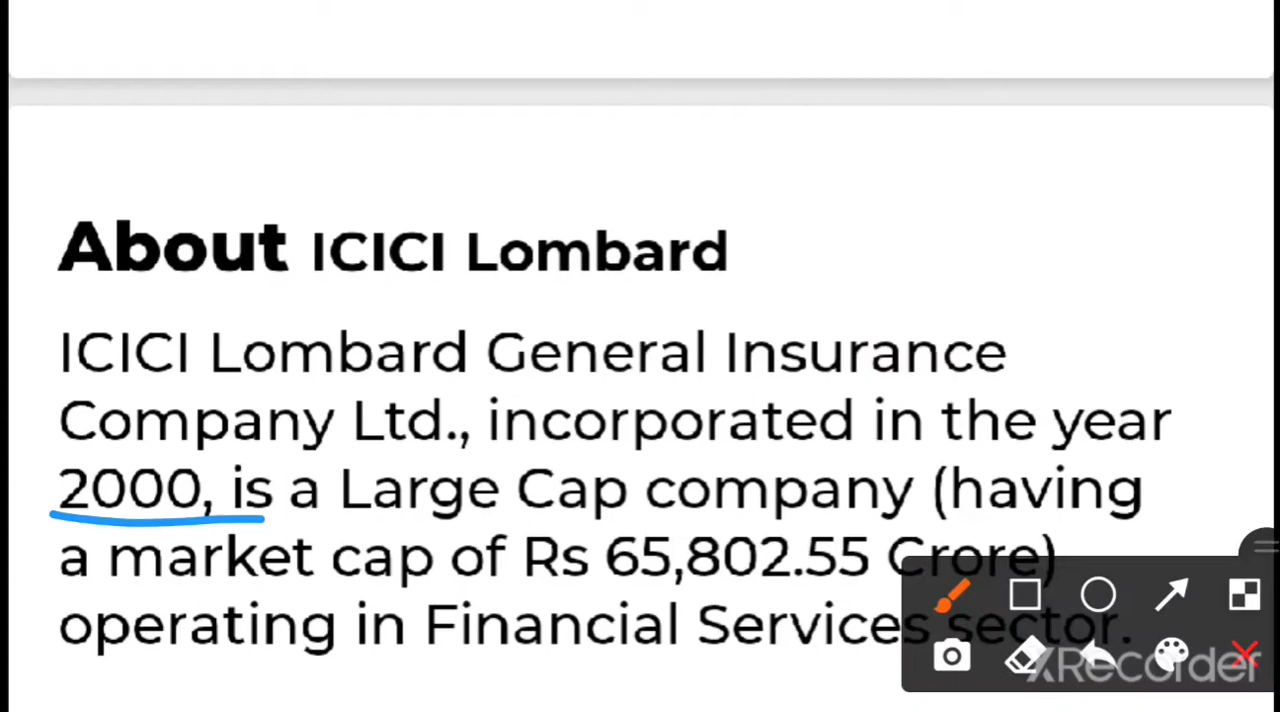 About ICICI Lombard
ICICI Lombard General Insurance
Company Ltd., incorporated in the year
2000, is a Large Cap company (having
a market cap of Rs 65,802.55 Crore)
operating in Financial Services sector.
XRecorder